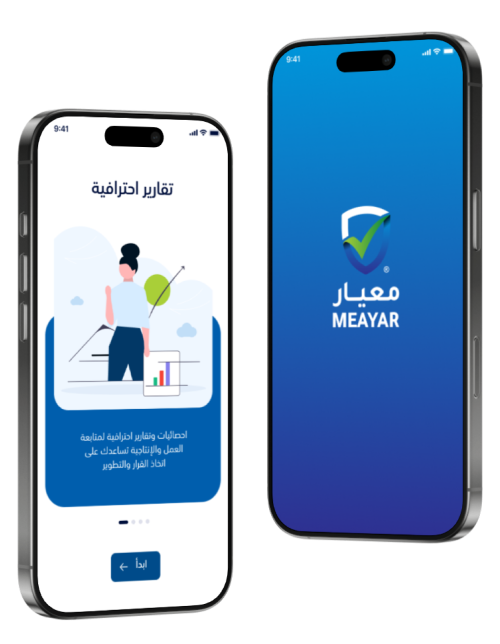 9:41
تقارير احترافية
احصائيات وتقارير احترافية لمتابعة
العمل والإنتاجية تساعدك على
اتخاذ القرار والتطوير
ابدأ ←
9:41
®
معيار
MEAYAR